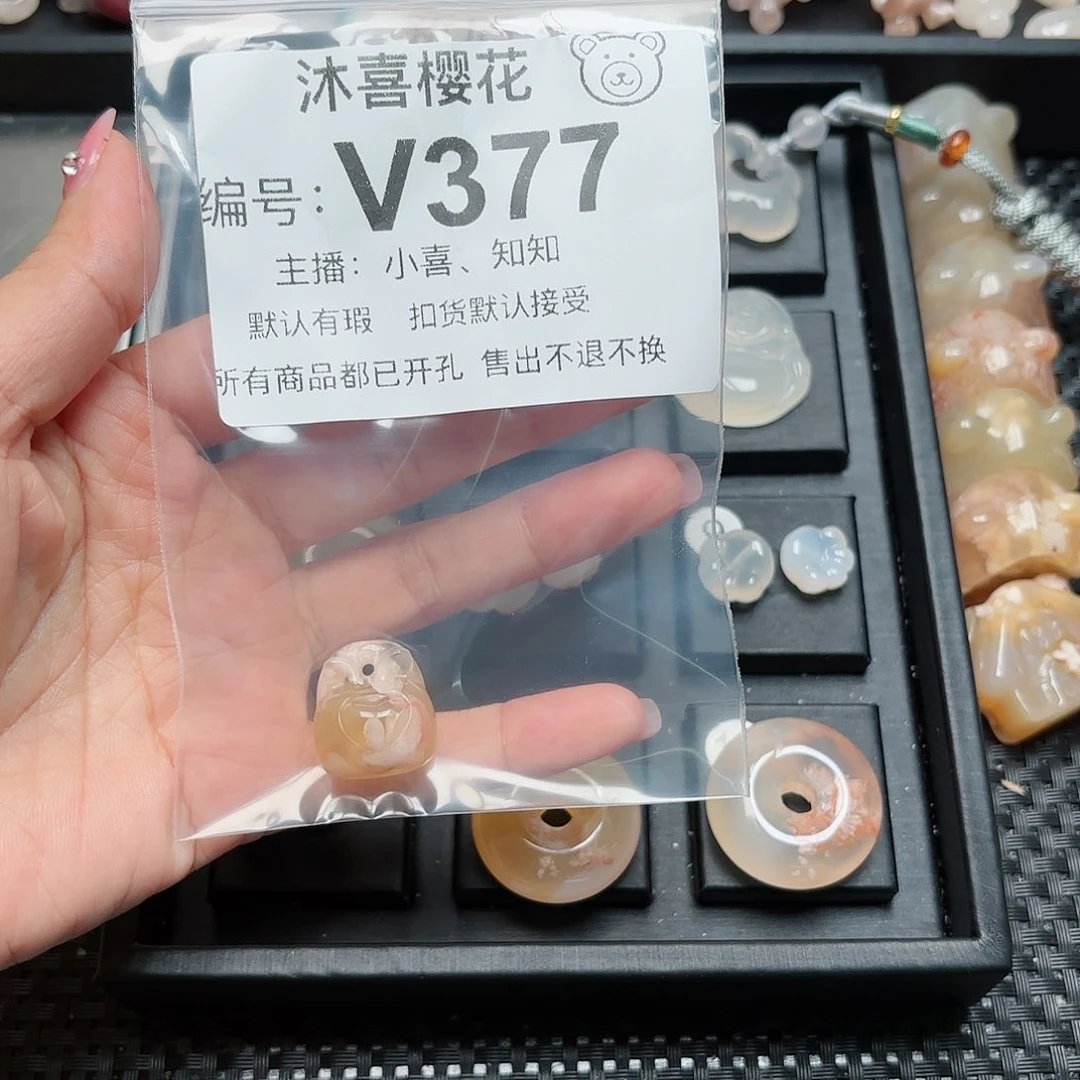 沐喜樱花
编号：V377
主播：小喜、知知
默认有瑕 扣货默认接受
所有商品都已开孔 售出不退不换